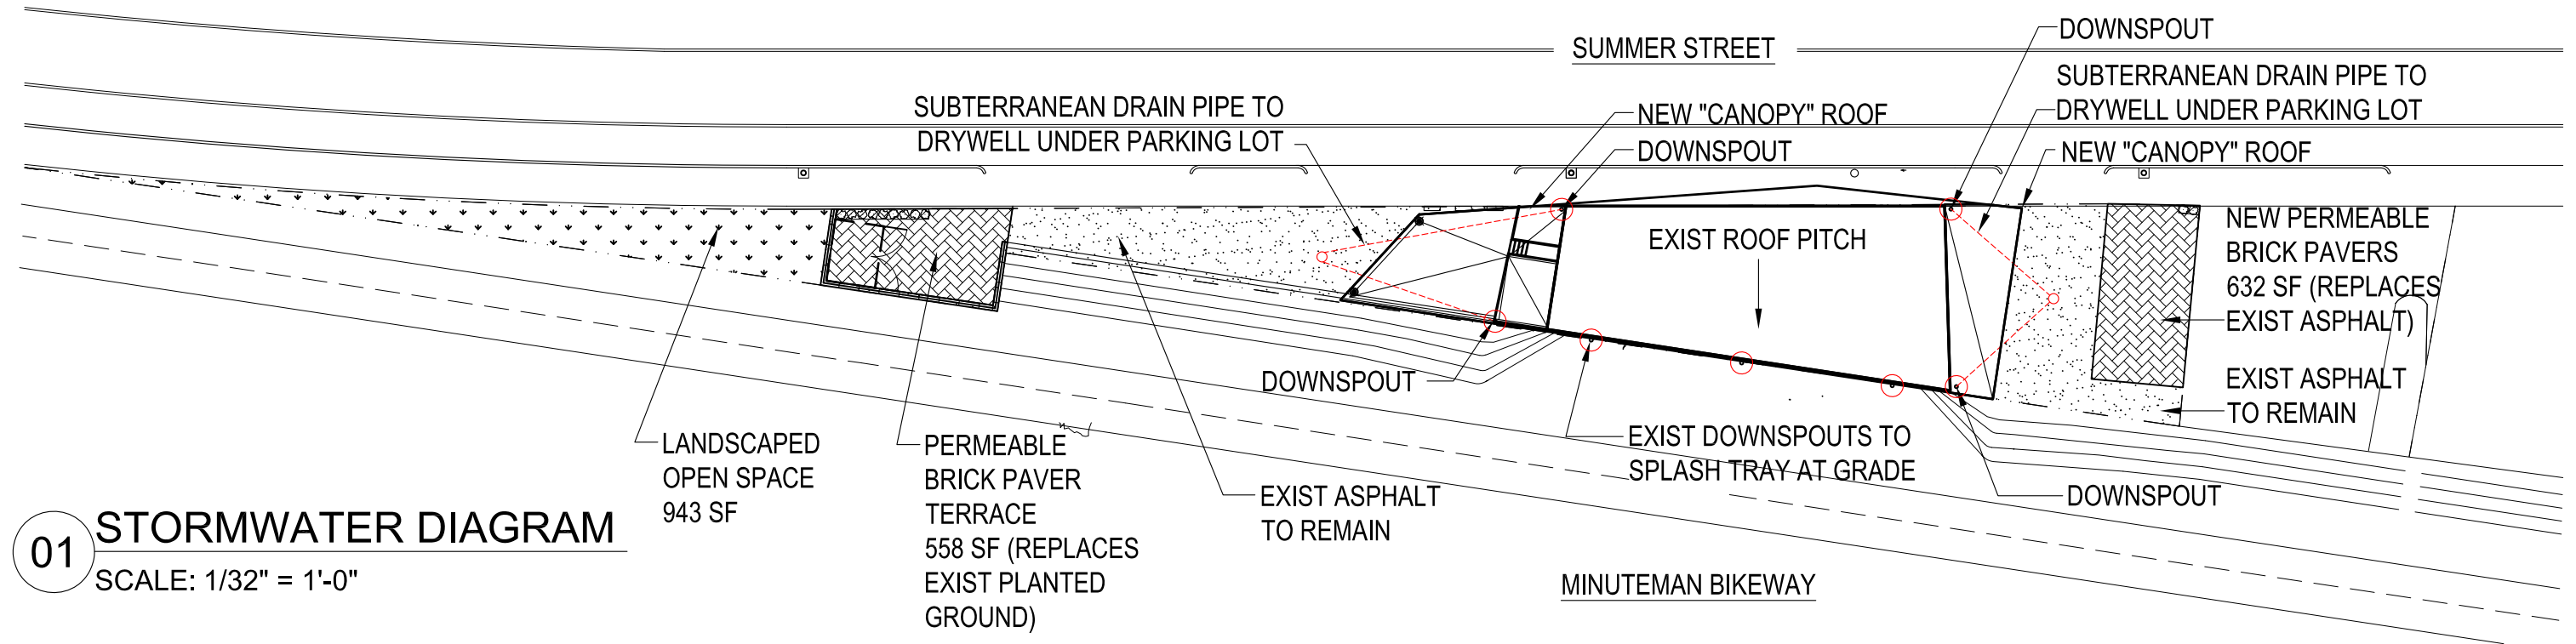 SUMMER STREET
DOWNSPOUT
SUBTERRANEAN DRAIN PIPE TO
DRYWELL UNDER PARKING LOT
NEW "CANOPY" ROOF
SUBTERRANEAN DRAIN PIPE TO
DRYWELL UNDER PARKING LOT
NEW "CANOPY" ROOF
DOWNSPOUT
EXIST ROOF PITCH
NEW PERMEABLE
BRICK PAVERS
632 SF (REPLACES
EXIST ASPHALT)
EXIST ASPHALT
TO REMAIN
DOWNSPOUT
EXIST DOWNSPOUTS TO
SPLASH TRAY AT GRADE
DOWNSPOUT
LANDSCAPED
OPEN SPACE
943 SF
PERMEABLE
BRICK PAVER
TERRACE
558 SF (REPLACES
EXIST PLANTED
GROUND)
EXIST ASPHALT
TO REMAIN
MINUTEMAN BIKEWAY
01
STORMWATER DIAGRAM
SCALE: 1/32" = 1'-0"